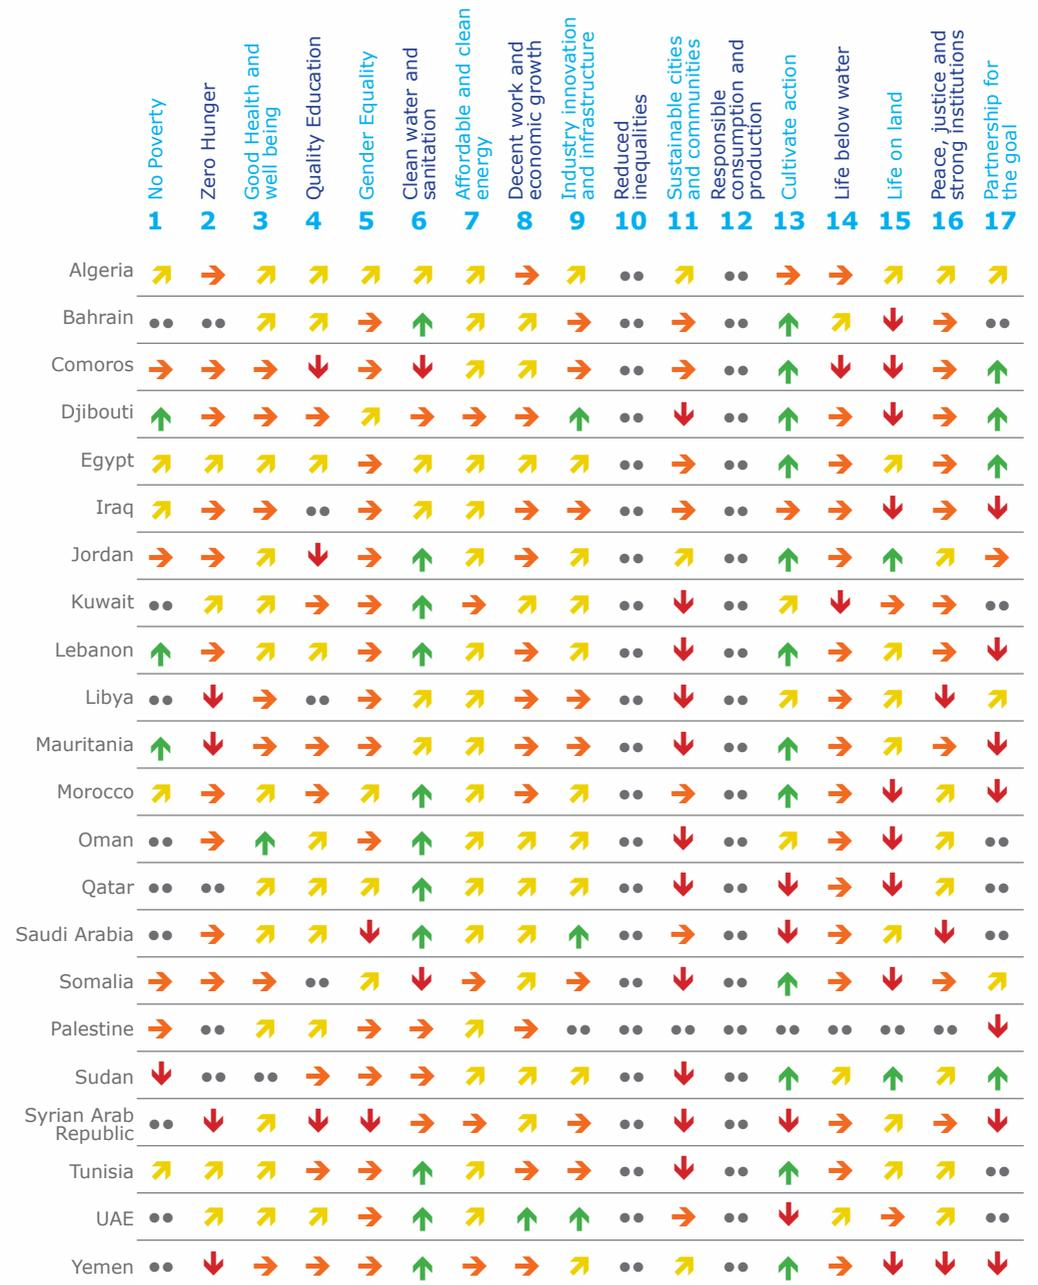 No Poverty
Zero Hunger
Good Health and
well being
Quality Education
Gender Equality
Clean water and
sanitation
Affordable and clean
energy
Decent work and
economic growth
Industry innovation
and infrastructure
Reduced
inequalities
Sustainable cities
and communities
Responsible
consumption and
production
Cultivate action
Life below water
Life on land
Peace, justice and
strong institutions
Partnership for
the goal
1 2 3 4 5 6 7 8 9 10 11 12 13 14 15 16 17
Algeria
Bahrain
Comoros
Djibouti
Egypt
Iraq
Jordan
Kuwait
Lebanon
Libya
Mauritania
Morocco
Oman
Qatar
Saudi Arabia
Somalia
Palestine
Sudan
Syrian Arab
Republic
Tunisia
UAE
Yemen